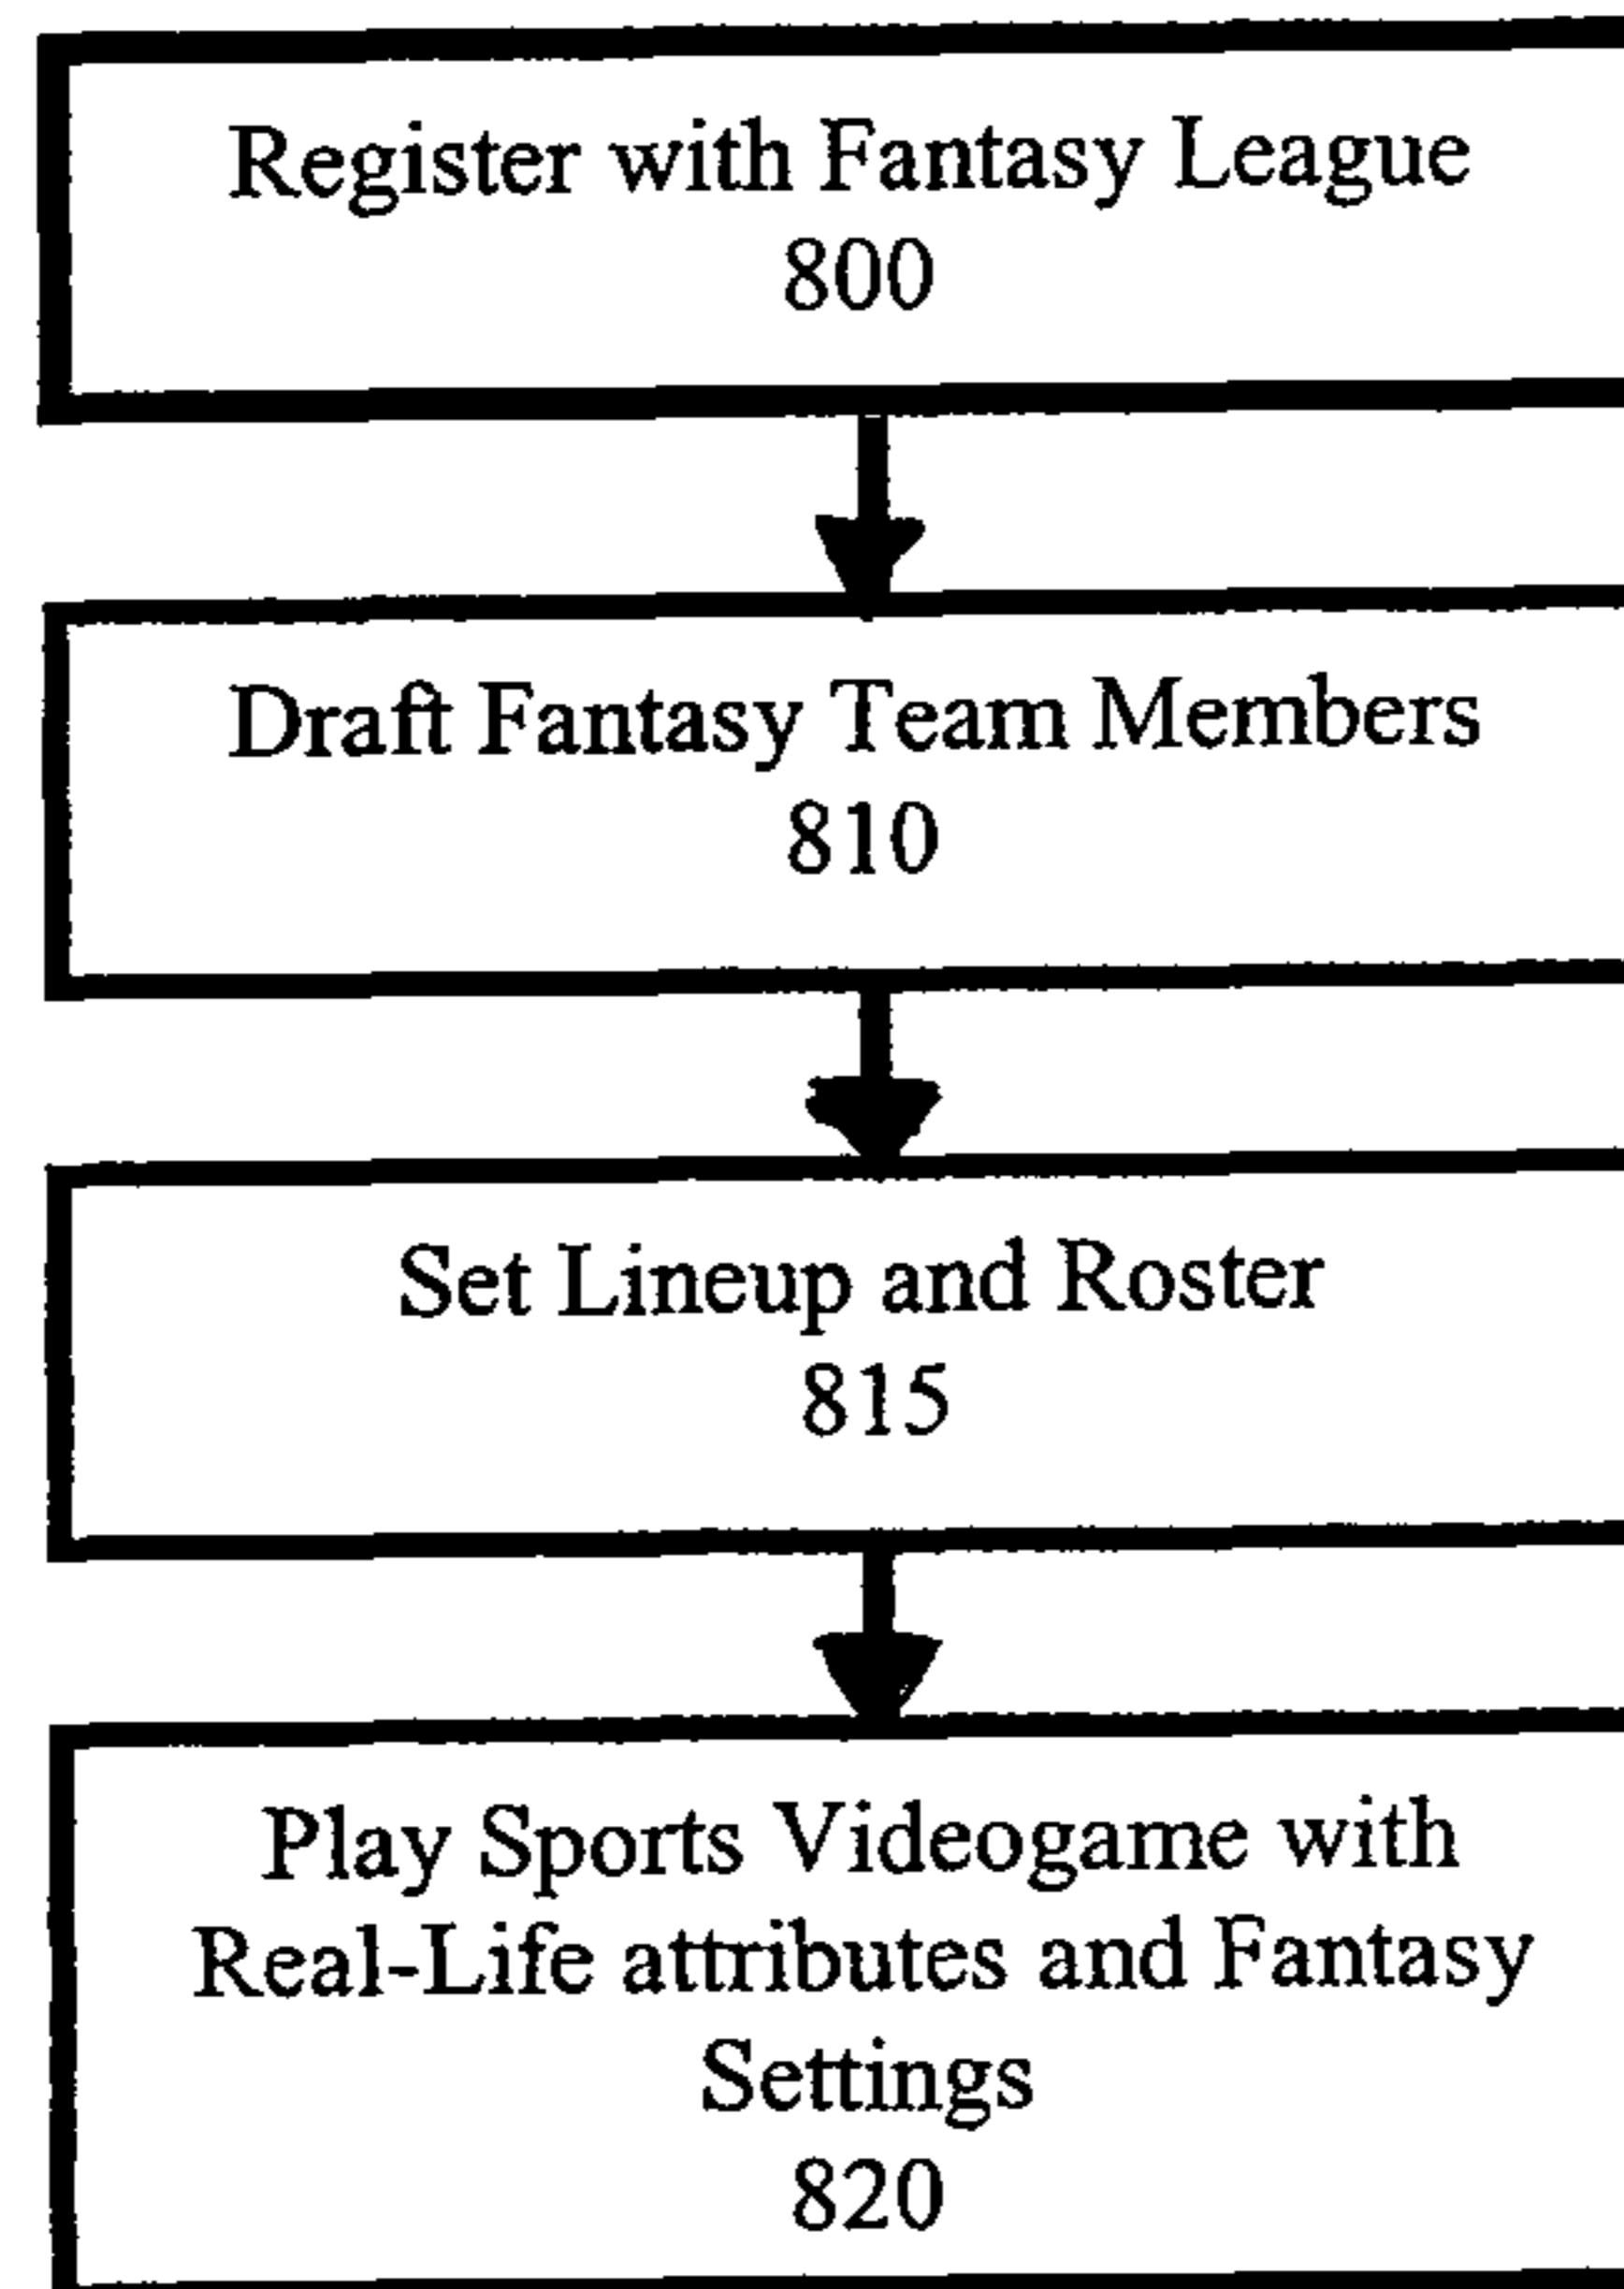 Register with Fantasy League
800
Draft Fantasy Team Members
810
Set Lineup and Roster
815
Play Sports Videogame with
Real-Life attributes and Fantasy
Settings
820